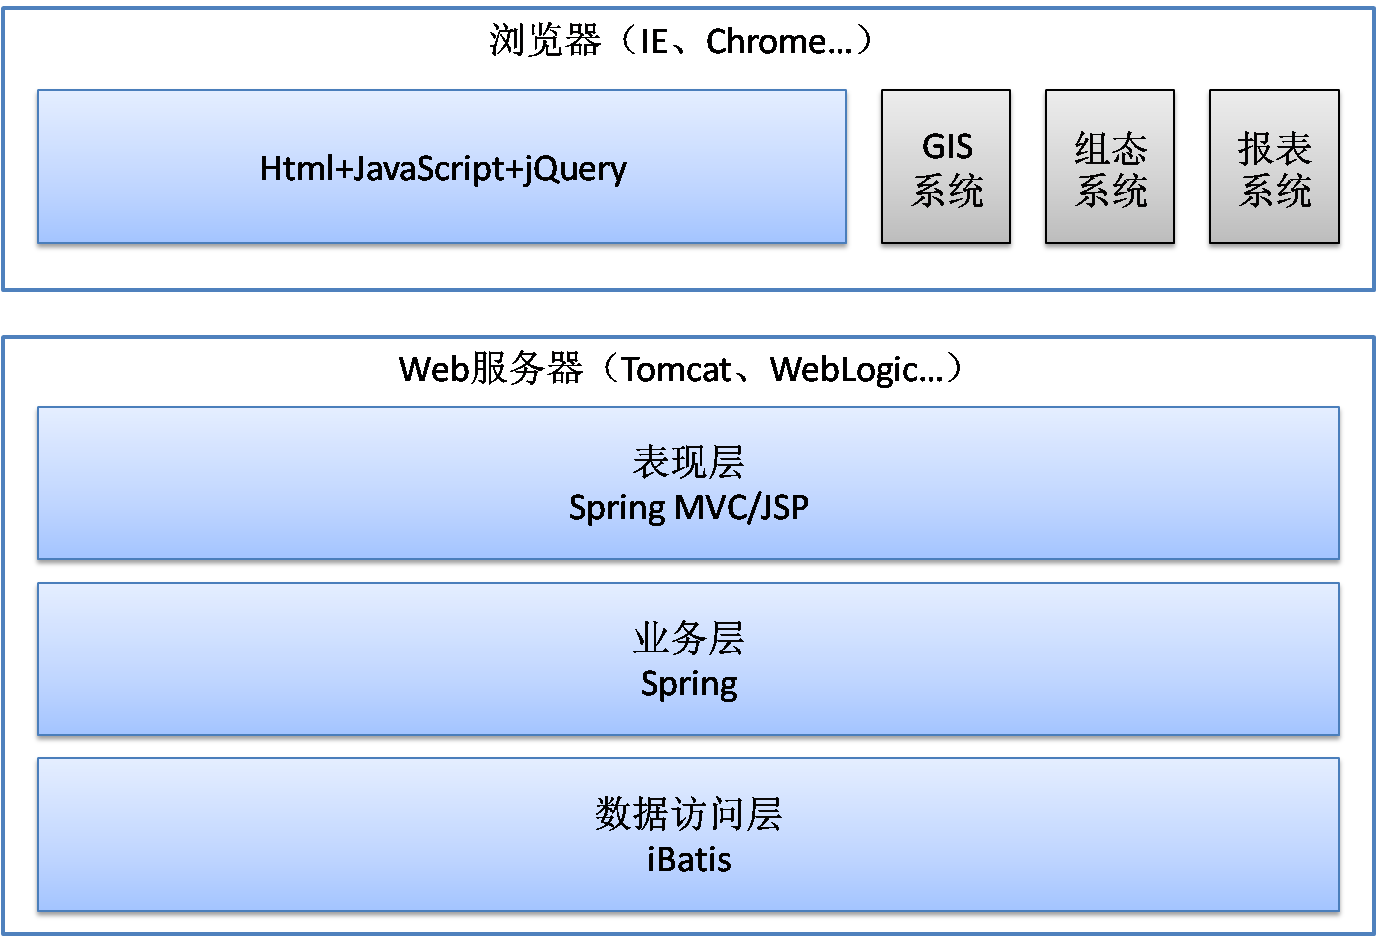 浏览器（IE、Chrome...）
Html+JavaScript+jQuery
GIS
系统
组态
系统
报表
系统
Web服务器（Tomcat、WebLogic...）
表现层
Spring MVC/JSP
业务层
Spring
数据访问层
iBatis